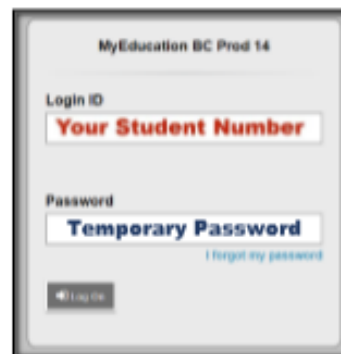 MyEducation BC Prod 14
Login ID
Your Student Number
Password
Temporary Password
I forgot my password
Log On